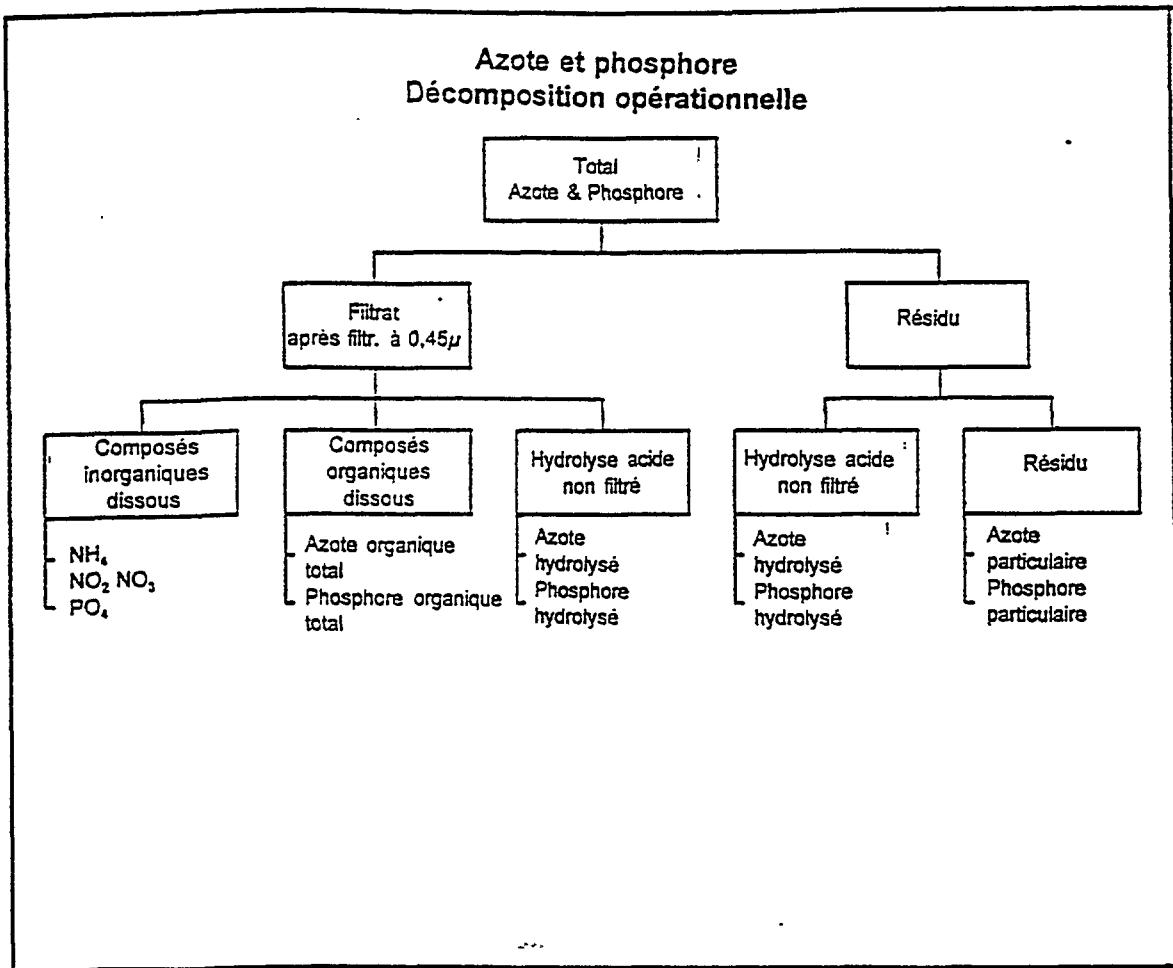 Azote et phosphore
Décomposition opérationnelle
Total
Azote & Phosphore
Filtrat
après filtr. à 0,45µ
Résidu
Composés
inorganiques
dissous
Composés
organiques
dissous
Hydrolyse acide
non filtré
Hydrolyse acide
non filtré
Résidu
NH₄
NO₂ NO₃
PO₄
Azote organique
total
Phosphore organique
total
Azote
hydrolysé
Phosphore
hydrolysé
Azote
hydrolysé
Phosphore
hydrolysé
Azote
particulaire
Phosphore
particulaire